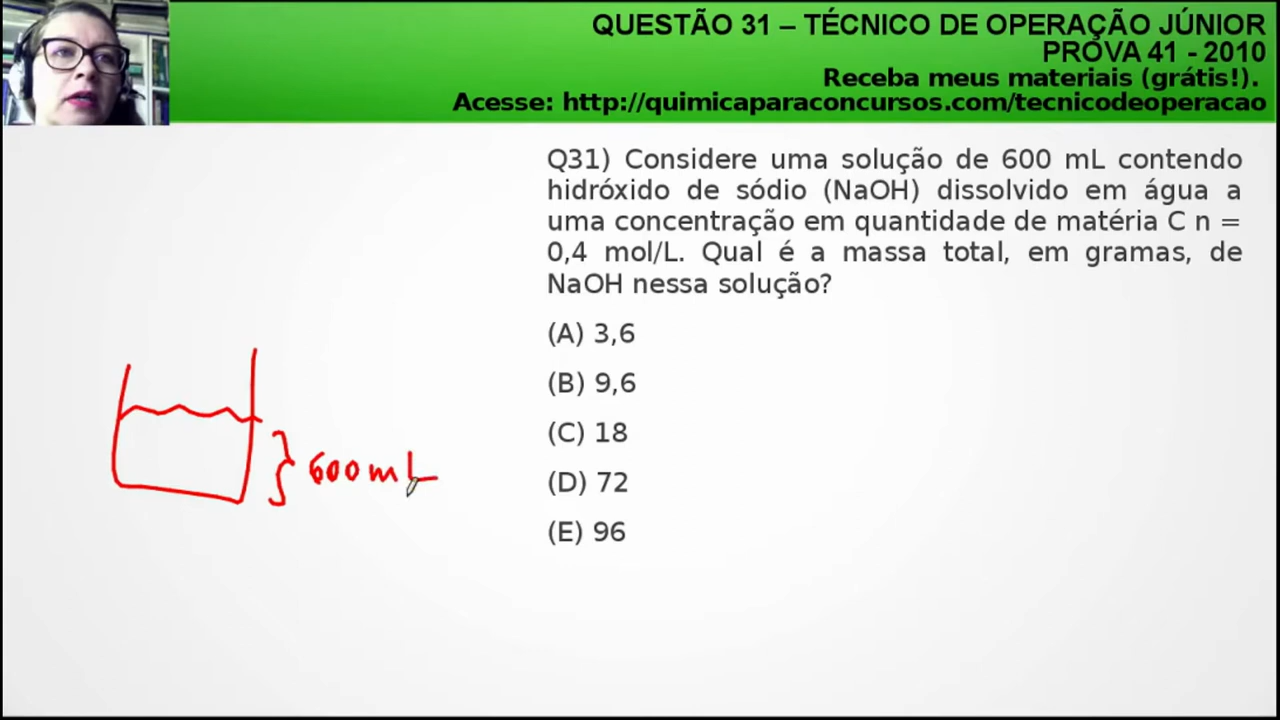 QUESTÃO 31 – TÉCNICO DE OPERAÇÃO JÚNIOR
PROVA 41 - 2010
Receba meus materiais (grátis!).
Acesse: http://quimicaparaconcursos.com/tecnicodeoperacao
Q31) Considere uma solução de 600 mL contendo
hidróxido de sódio (NaOH) dissolvido em água a
uma concentração em quantidade de matéria C n =
0,4 mol/L. Qual é a massa total, em gramas, de
NaOH nessa solução?
(A) 3,6
(B) 9,6
(C) 18
(D) 72
(E) 96
600 mL